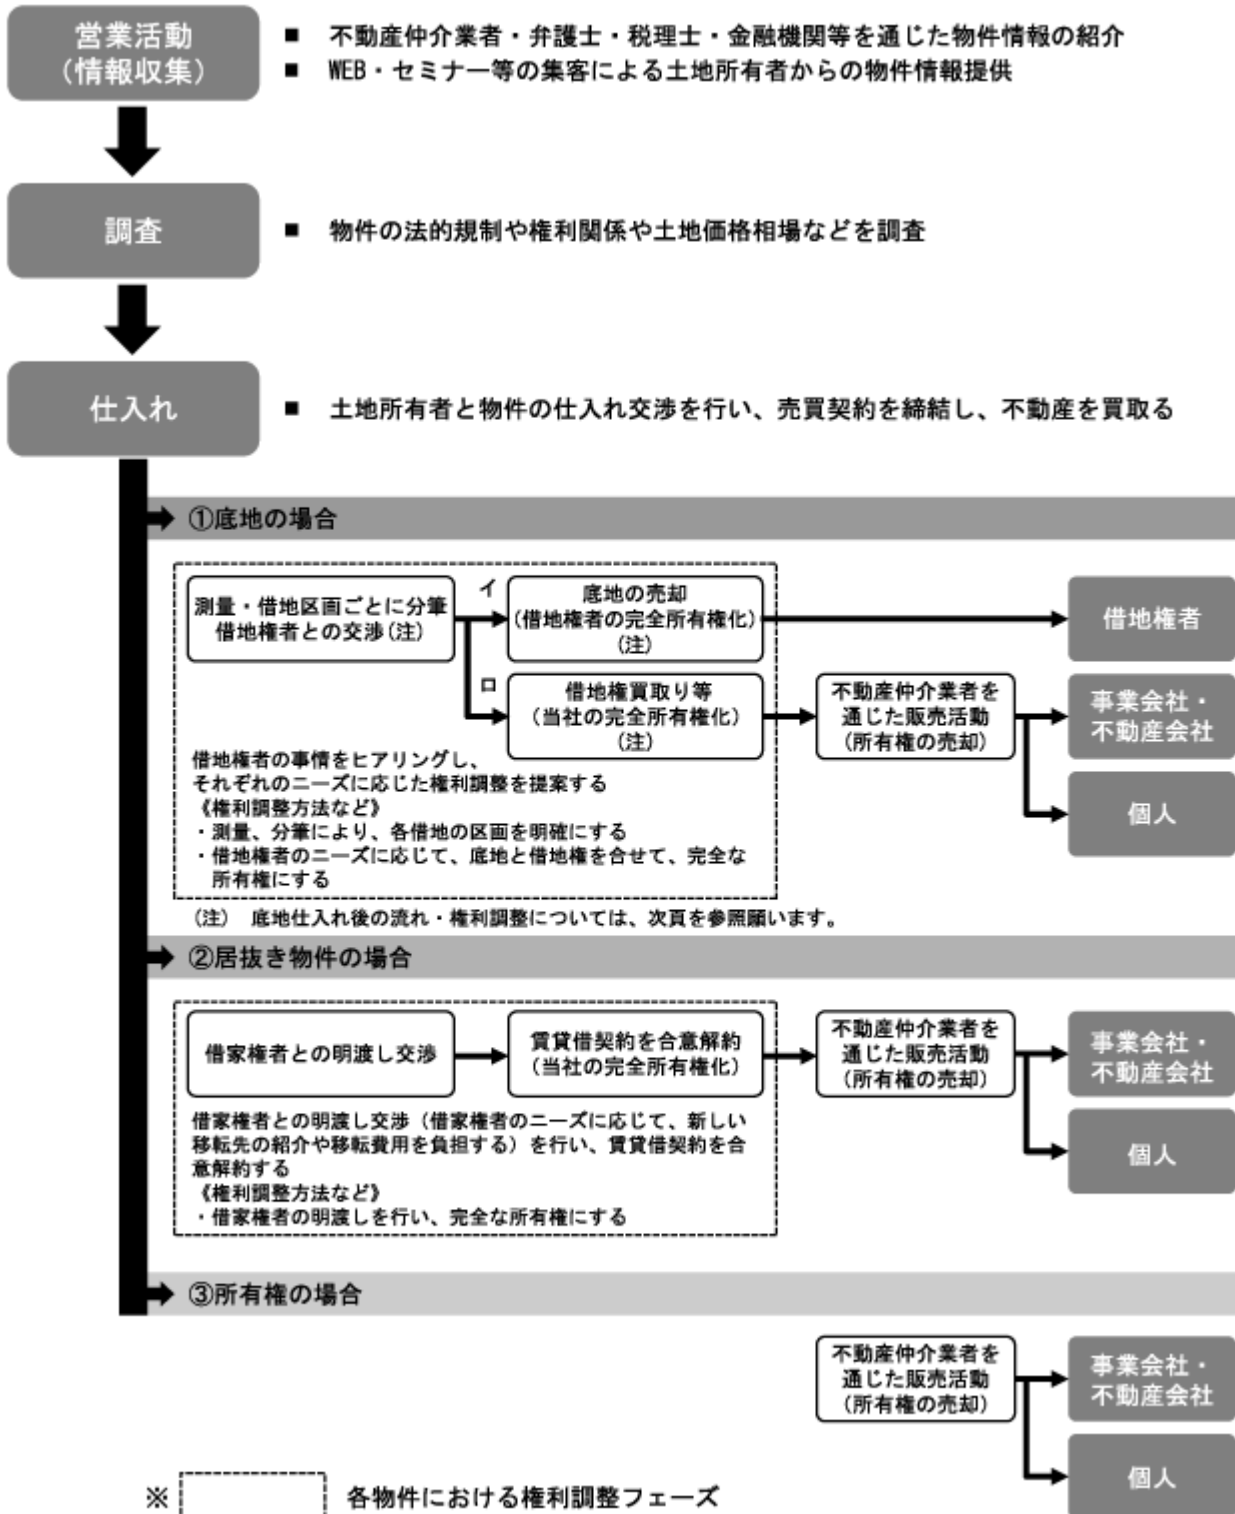 営業活動
(情報収集)
■ 不動産仲介業者・弁護士・税理士・金融機関等を通じた物件情報の紹介
■ WEB・セミナー等の集客による土地所有者からの物件情報提供
調査
■ 物件の法的規制や権利関係や土地価格相場などを調査
仕入れ
■ 土地所有者と物件の仕入れ交渉を行い、売買契約を締結し、不動産を買取る
①底地の場合
測量・借地区画ごとに分筆
借地権者との交渉(注)
イ
底地の売却
(借地権者の完全所有権化)
(注)
借地権者
ロ
借地権買取り等
(当社の完全所有権化)
(注)
不動産仲介業者を
通じた販売活動
(所有権の売却)
事業会社・
不動産会社
個人
借地権者の事情をヒアリングし、
それぞれのニーズに応じた権利調整を提案する
《権利調整方法など》
・測量、分筆により、各借地の区画を明確にする
・借地権者のニーズに応じて、底地と借地権を合せて、完全な
所有権にする
(注) 底地仕入れ後の流れ・権利調整については、次頁を参照願います。
②居抜き物件の場合
借家権者との明渡し交渉
賃貸借契約を合意解約
(当社の完全所有権化)
不動産仲介業者を
通じた販売活動
(所有権の売却)
事業会社・
不動産会社
個人
借家権者との明渡し交渉（借家権者のニーズに応じて、新しい
移転先の紹介や移転費用を負担する）を行い、賃貸借契約を合
意解約する
《権利調整方法など》
・借家権者の明渡しを行い、完全な所有権にする
③所有権の場合
不動産仲介業者を
通じた販売活動
(所有権の売却)
事業会社・
不動産会社
個人
※ 各物件における権利調整フェーズ